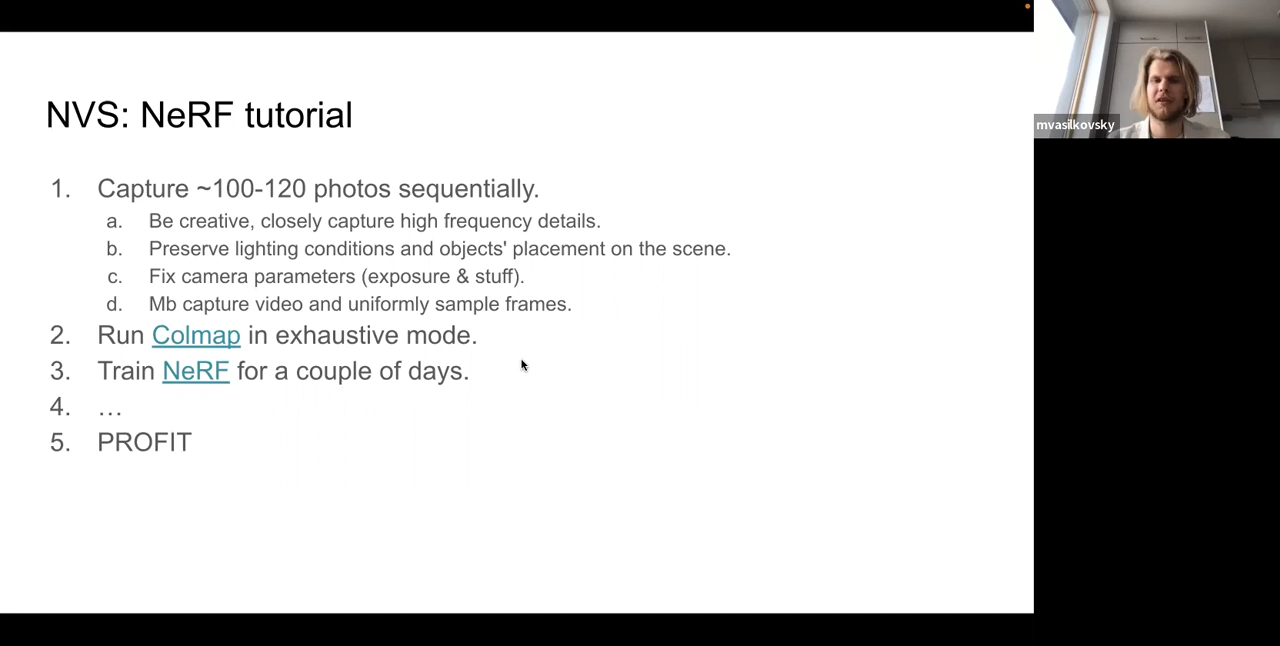 NVS: NeRF tutorial
1. Capture ~100-120 photos sequentially.
a. Be creative, closely capture high frequency details.
b. Preserve lighting conditions and objects' placement on the scene.
c. Fix camera parameters (exposure & stuff).
d. Mb capture video and uniformly sample frames.
2. Run Colmap in exhaustive mode.
3. Train NeRF for a couple of days.
4. …
5. PROFIT
mvasilkovsky